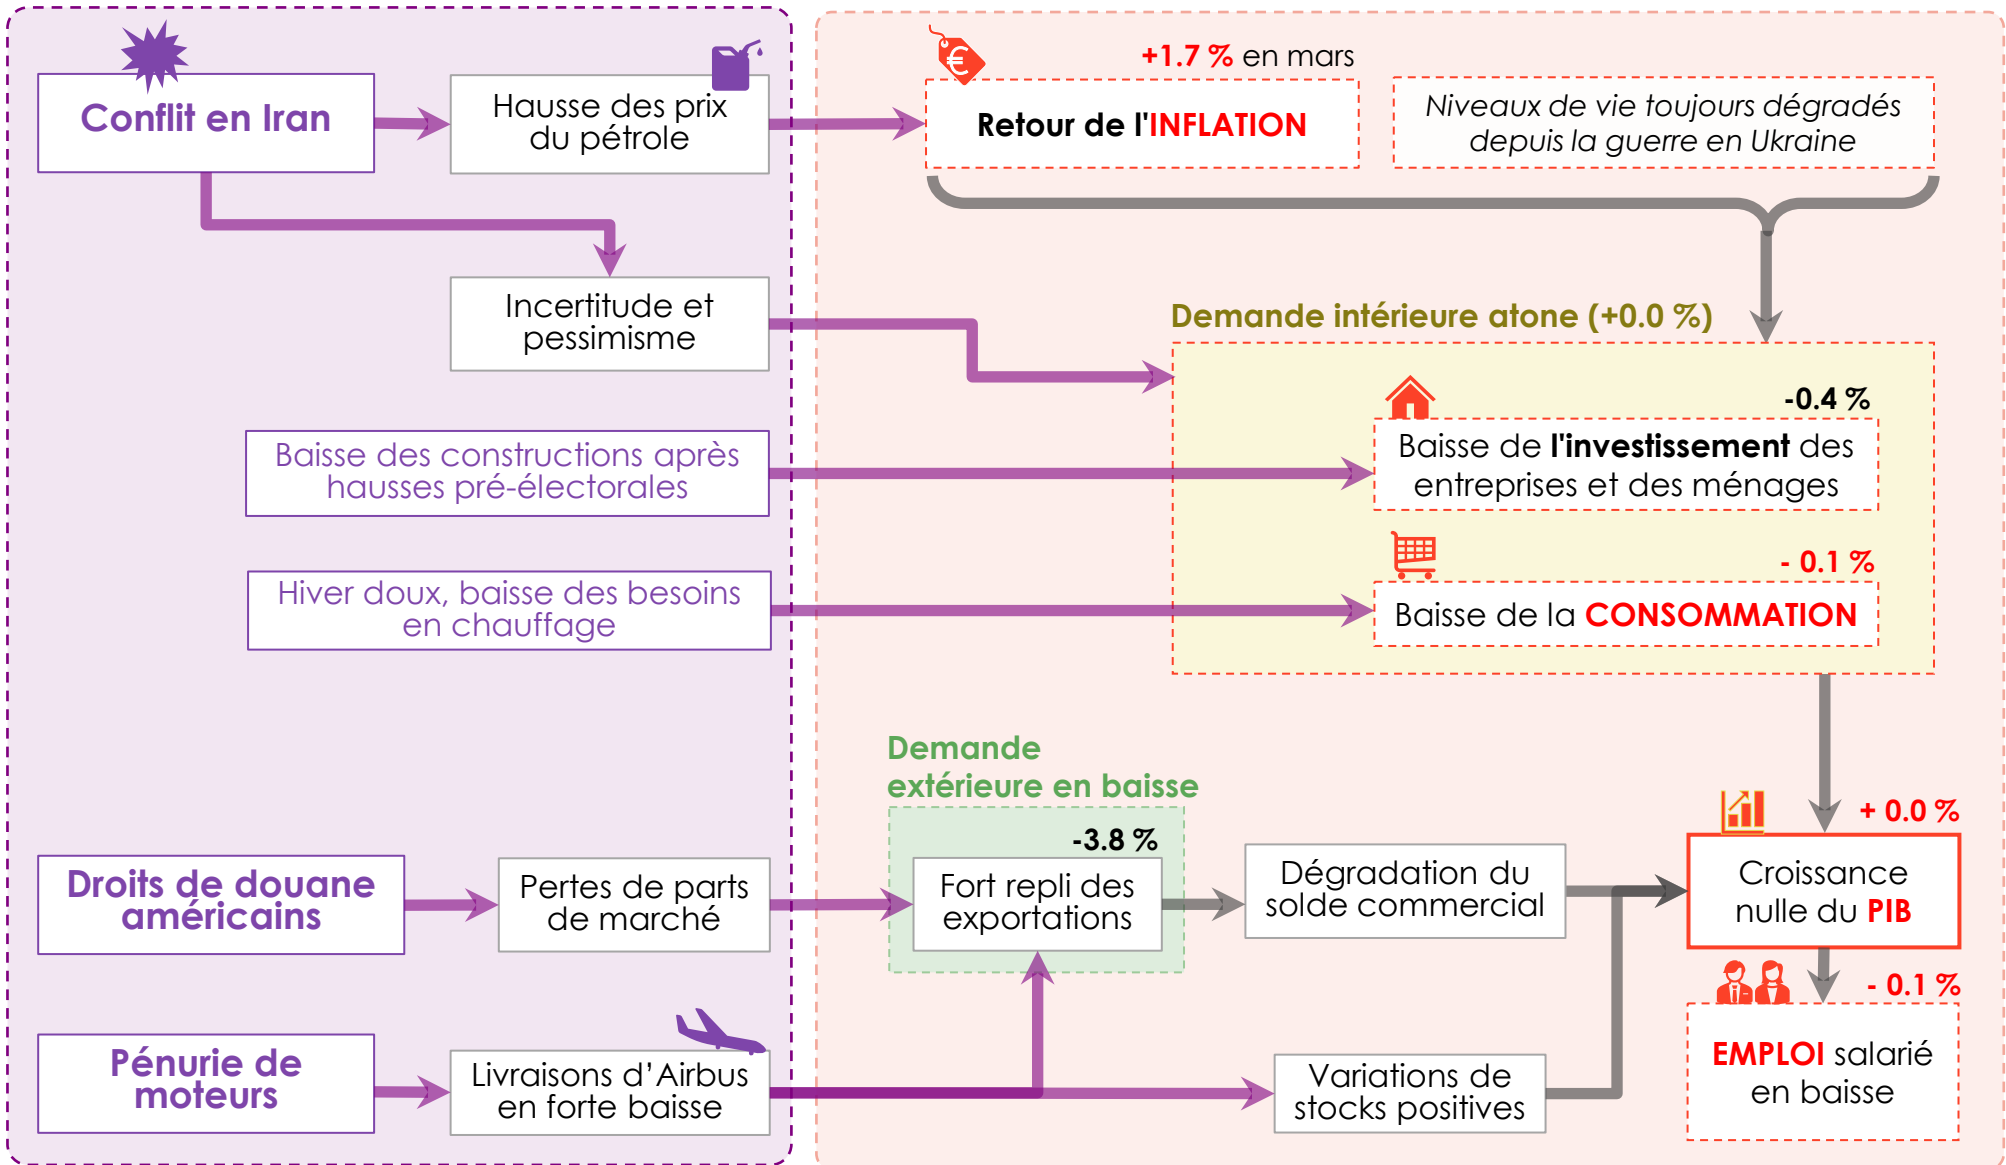 Conflit en Iran
Hausse des prix
du pétrole
+1.7 % en mars
Retour de l'INFLATION
Niveaux de vie toujours dégradés
depuis la guerre en Ukraine
Incertitude et
pessimisme
Demande intérieure atone (+0.0 %)
-0.4 %
Baisse des constructions après
hausses pré-électorales
Baisse de l'investissement des
entreprises et des ménages
- 0.1 %
Hiver doux, baisse des besoins
en chauffage
Baisse de la CONSOMMATION
Demande
extérieure en baisse
-3.8 %
+ 0.0 %
Droits de douane
américains
Pertes de parts
de marché
Fort repli des
exportations
Dégradation du
solde commercial
Croissance
nulle du PIB
- 0.1 %
Pénurie de
moteurs
Livraisons d’Airbus
en forte baisse
Variations de
stocks positives
EMPLOI salarié
en baisse